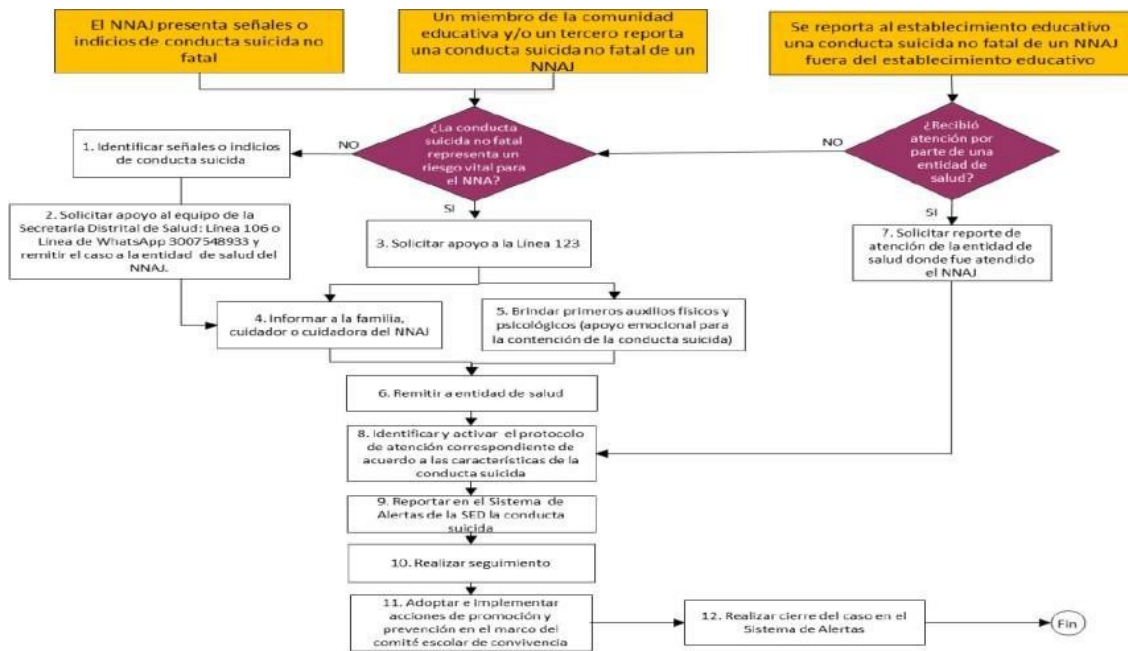 El NNAJ presenta señales o
indicios de conducta suicida no
fatal
Un miembro de la comunidad
educativa y/o un tercero reporta
una conducta suicida no fatal de un
NNAJ
Se reporta al establecimiento educativo
una conducta suicida no fatal de un NNAJ
fuera del establecimiento educativo
¿La conducta
suicida no fatal
representa un
riesgo vital para
el NNA?
¿Recibió
atención por
parte de una
entidad de
salud?
NO
NO
SI
SI
1. Identificar señales o indicios
de conducta suicida
2. Solicitar apoyo al equipo de la
Secretaría Distrital de Salud: Línea 106 o
Línea de WhatsApp 3007548933 y
remitir el caso a la entidad de salud del
NNAJ.
3. Solicitar apoyo a la Línea 123
7. Solicitar reporte de
atención de la entidad de
salud donde fue atendido
el NNAJ
4. Informar a la familia,
cuidador o cuidadora del NNAJ
5. Brindar primeros auxilios físicos y
psicológicos (apoyo emocional para
la contención de la conducta suicida)
6. Remitir a entidad de salud
8. Identificar y activar el protocolo
de atención correspondiente de
acuerdo a las características de la
conducta suicida
9. Reportar en el Sistema de
Alertas de la SED la conducta
suicida
10. Realizar seguimiento
11. Adoptar e implementar
acciones de promoción y
prevención en el marco del
comité escolar de convivencia
12. Realizar cierre del caso en el
Sistema de Alertas
Fin